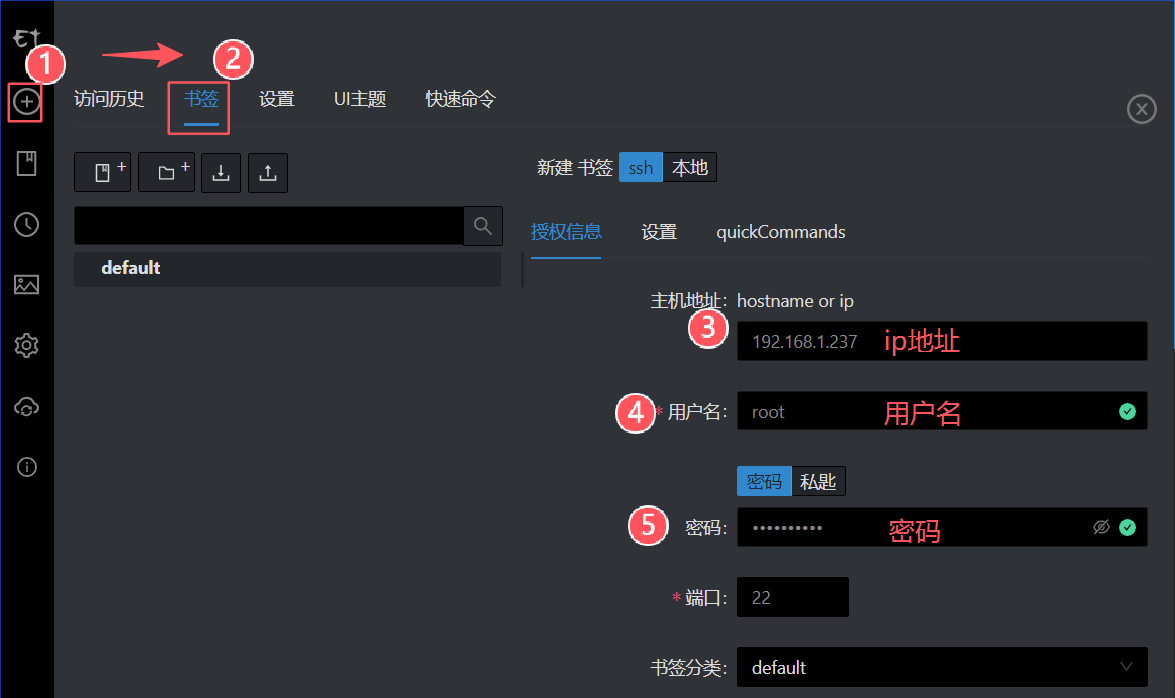 1
2
访问历史 书签 设置 UI主题 快速命令
新建 书签 ssh 本地
授权信息 设置 quickCommands
default
主机地址: hostname or ip
3 192.168.1.237 ip地址
4 * 用户名: root 用户名
密码 私匙
5 密码: •••••••••• 密码
* 端口: 22
书签分类: default